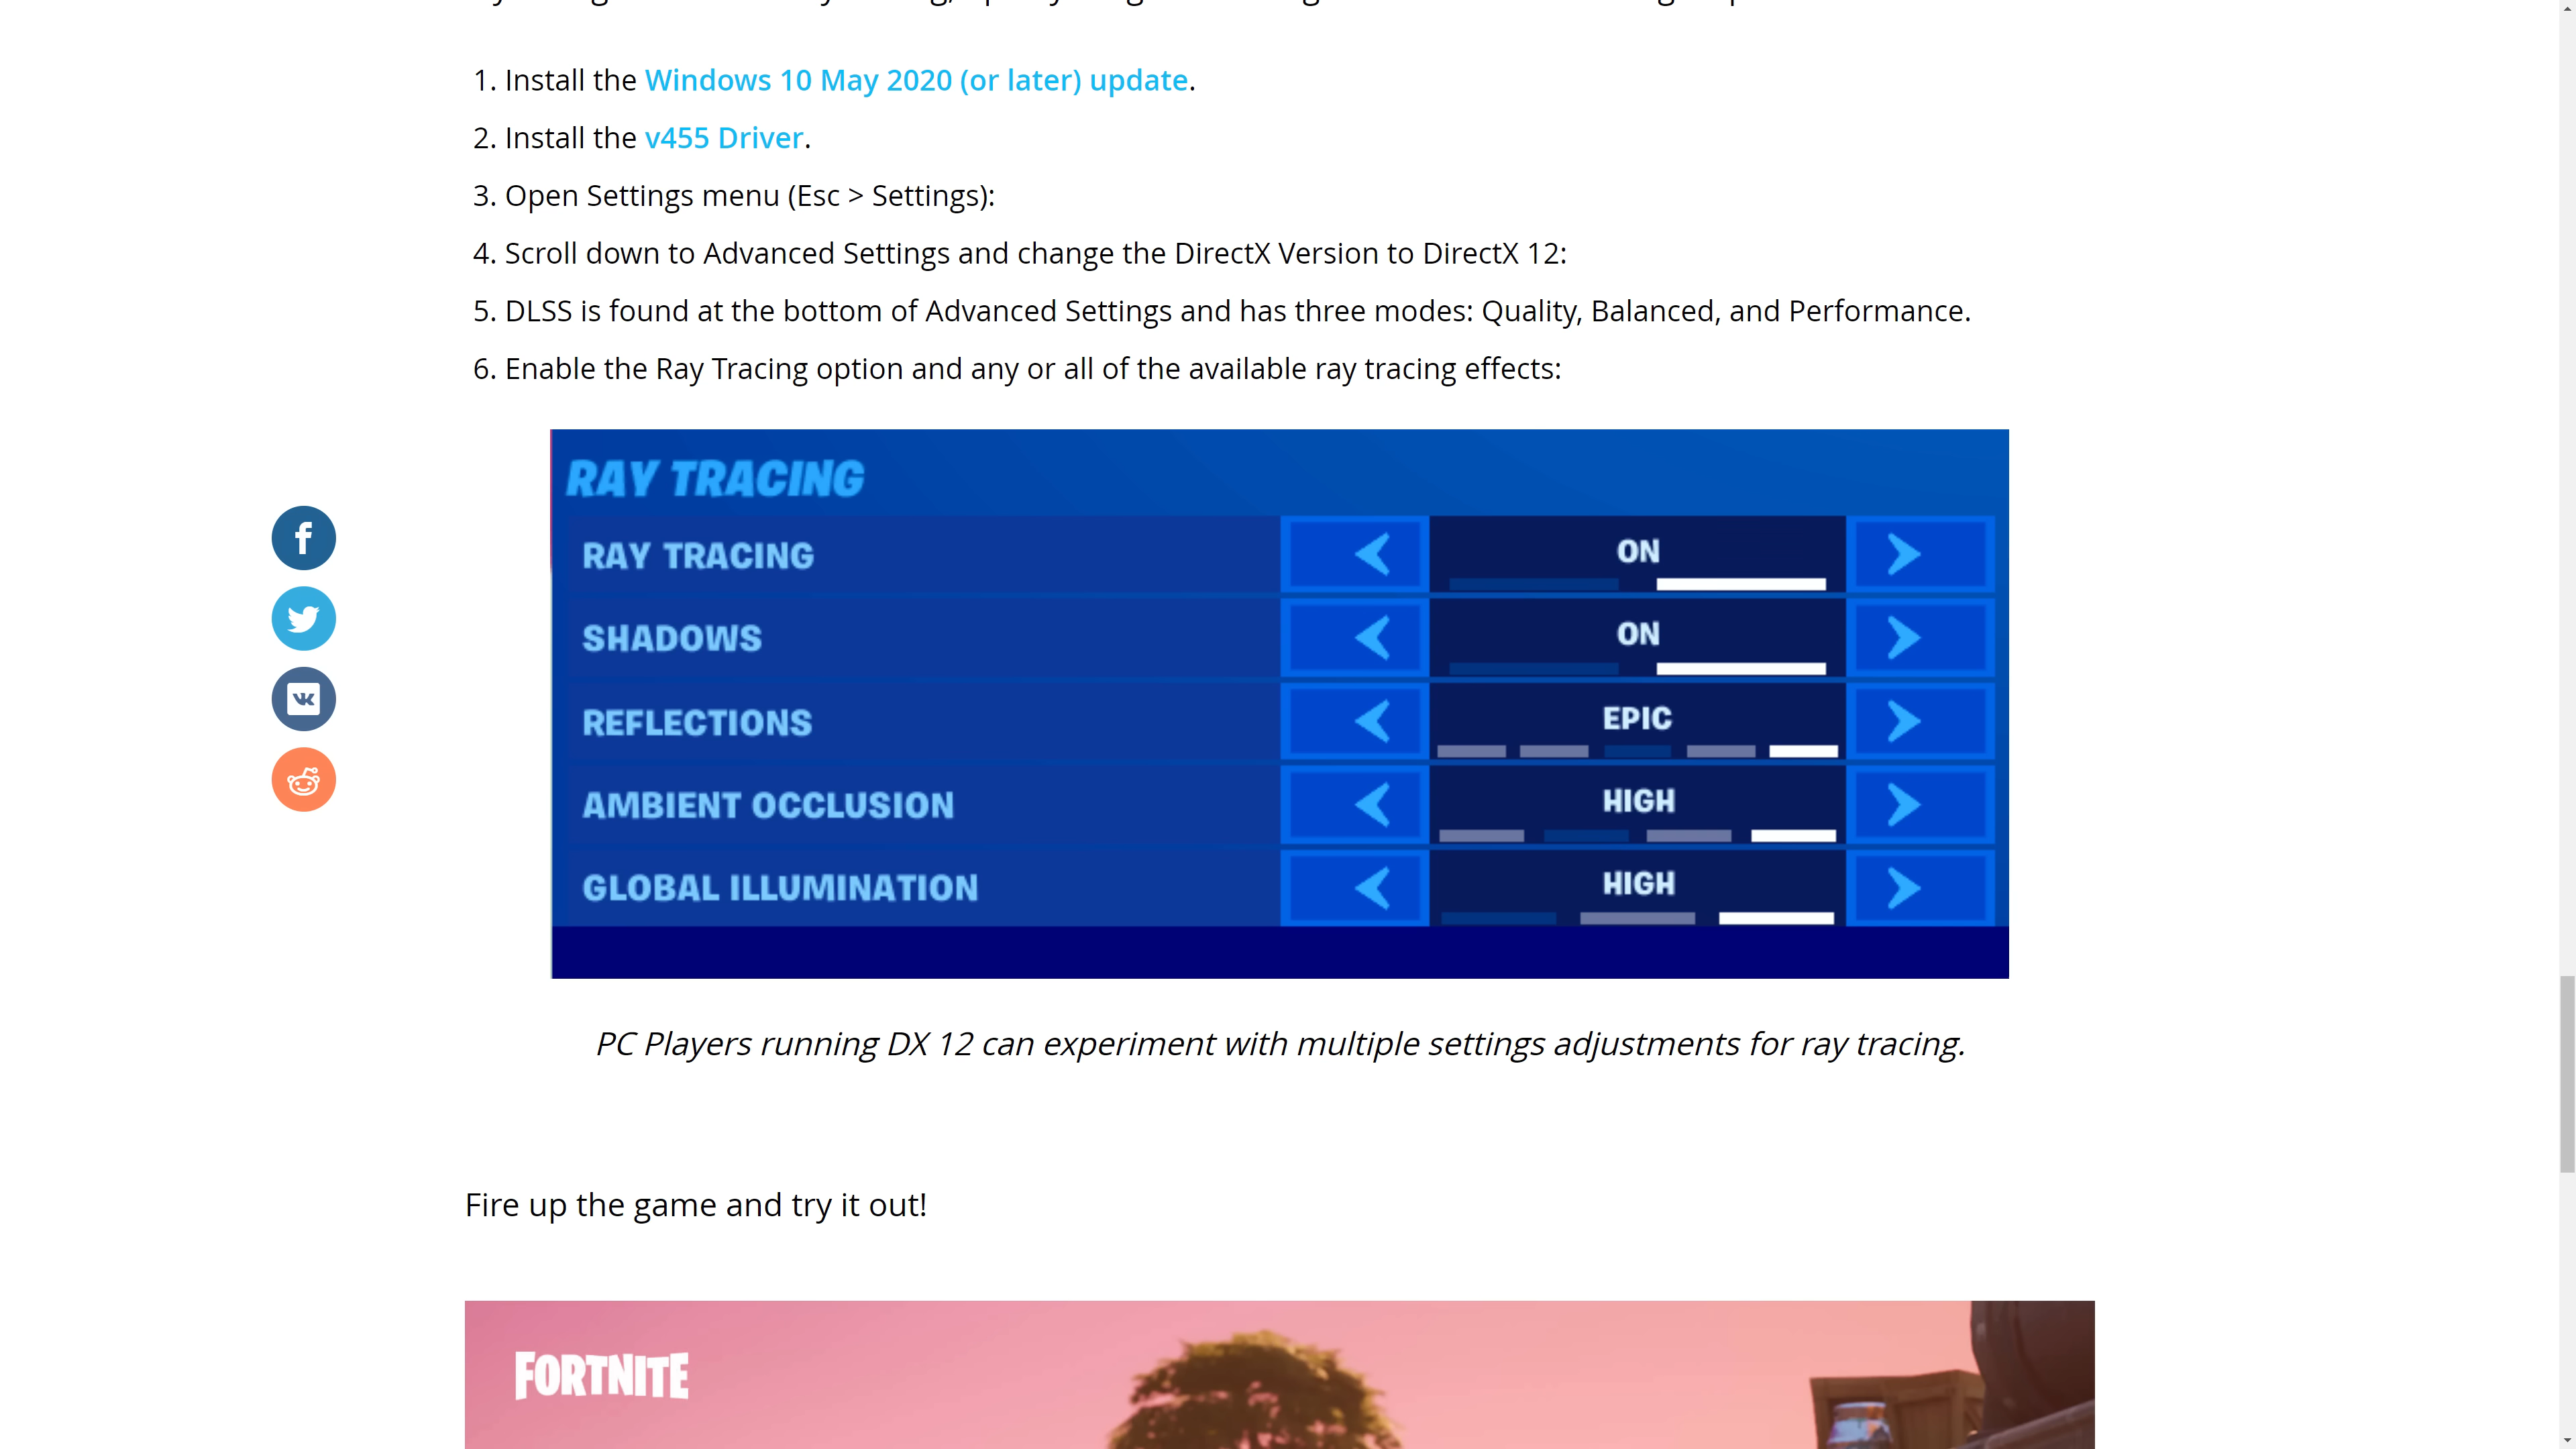 1. Install the Windows 10 May 2020 (or later) update.
2. Install the v455 Driver.
3. Open Settings menu (Esc > Settings):
4. Scroll down to Advanced Settings and change the DirectX Version to DirectX 12:
5. DLSS is found at the bottom of Advanced Settings and has three modes: Quality, Balanced, and Performance.
6. Enable the Ray Tracing option and any or all of the available ray tracing effects:
RAY TRACING
RAY TRACING ON
SHADOWS ON
REFLECTIONS EPIC
AMBIENT OCCLUSION HIGH
GLOBAL ILLUMINATION HIGH
PC Players running DX 12 can experiment with multiple settings adjustments for ray tracing.
Fire up the game and try it out!
FORTNITE